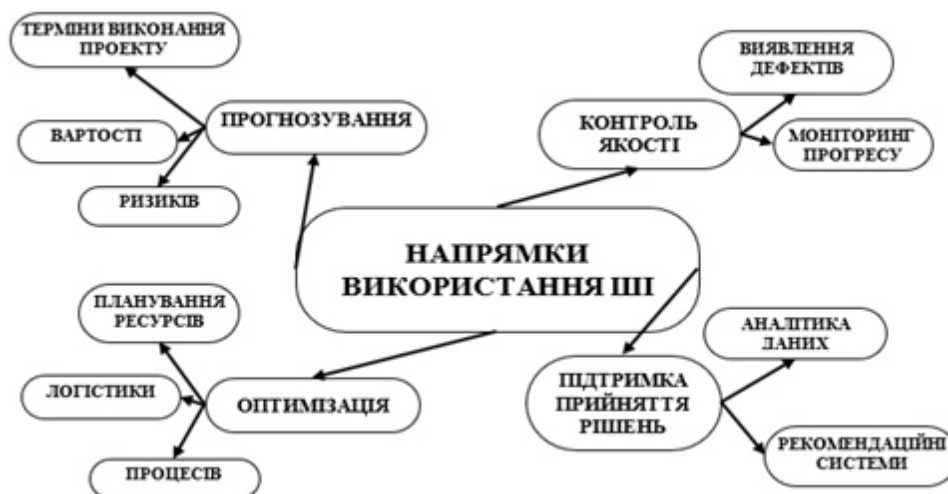 ТЕРМІНИ ВИКОНАННЯ
ПРОЕКТУ
ПРОГНОЗУВАННЯ
ВАРТОСТІ
РИЗИКІВ
ВИЯВЛЕННЯ
ДЕФЕКТІВ
КОНТРОЛЬ
ЯКОСТІ
МОНІТОРИНГ
ПРОГРЕСУ
НАПРЯМКИ
ВИКОРИСТАННЯ ШІ
ПЛАНУВАННЯ
РЕСУРСІВ
ЛОГІСТИКИ
ОПТИМІЗАЦІЯ
ПРОЦЕСІВ
АНАЛІТИКА
ДАНИХ
ПІДТРИМКА
ПРИЙНЯТТЯ
РІШЕНЬ
РЕКОМЕНДАЦІЙНІ
СИСТЕМИ